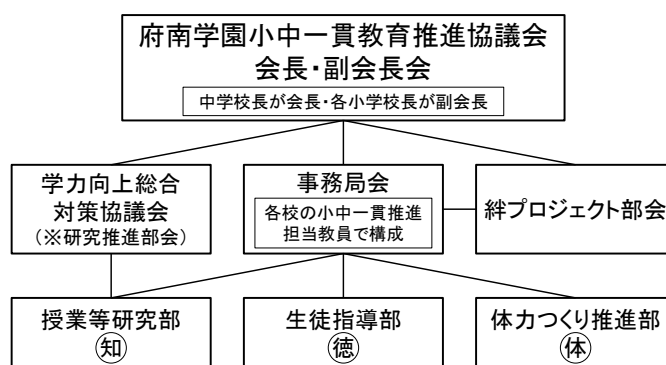 府南学園小中一貫教育推進協議会
会長・副会長会
中学校長が会長・各小学校長が副会長
学力向上総合
対策協議会
(※研究推進部会)
事務局会
各校の小中一貫推進
担当教員で構成
絆プロジェクト部会
授業等研究部
知
生徒指導部
徳
体力つくり推進部
体